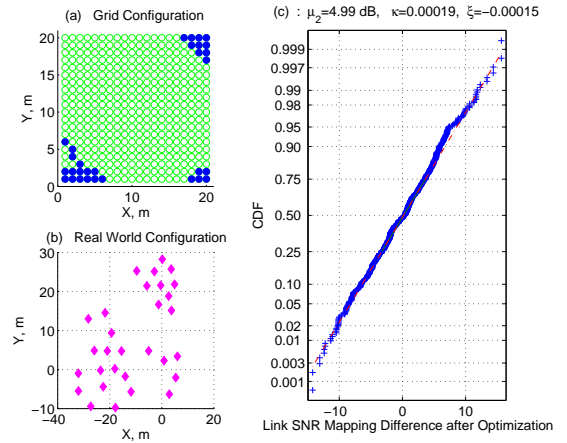 (a) Grid Configuration
20
15
10
5
0
Y, m
0 5 10 15 20
X, m
(b) Real World Configuration
30
20
10
0
−10
Y, m
−40 −20 0 20
X, m
(c) : μ2=4.99 dB, κ=0.00019, ξ=−0.00015
0.999
0.997
0.99
0.98
0.95
0.90
0.75
0.50
0.25
0.10
0.05
0.02
0.01
0.003
0.001
CDF
−10 0 10
Link SNR Mapping Difference after Optimization